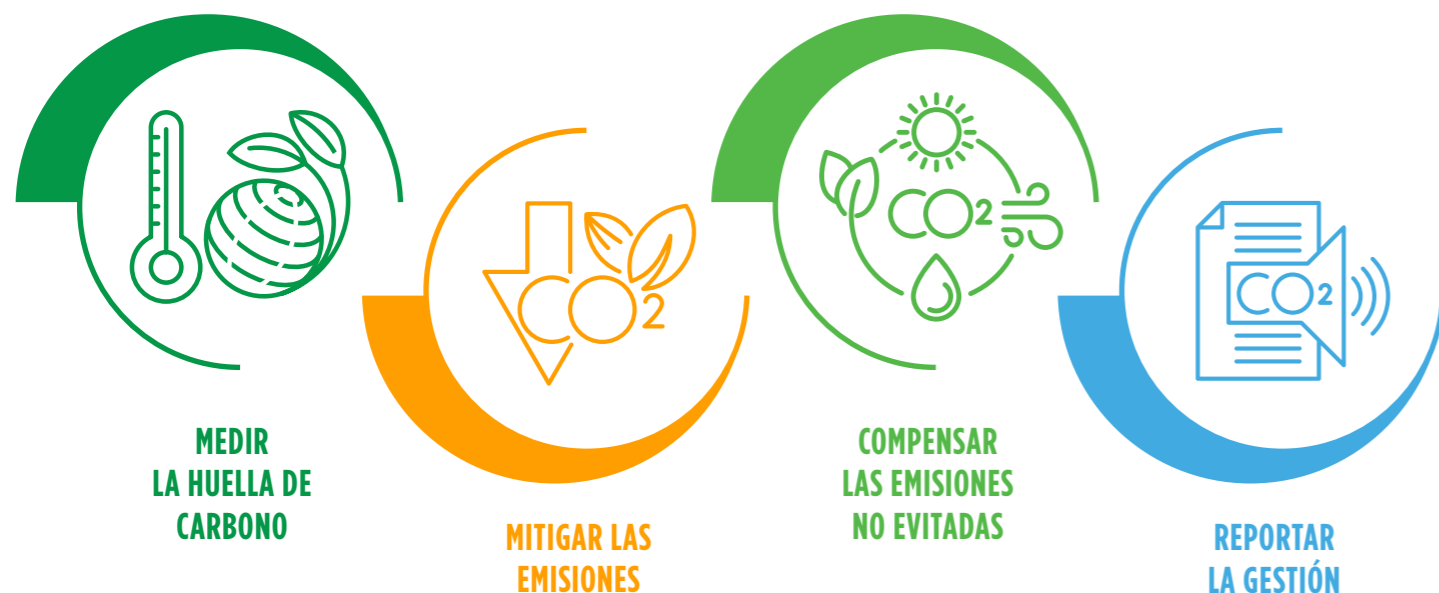 MEDIR
LA HUELLA DE
CARBONO
CO2
MITIGAR LAS
EMISIONES
CO2
COMPENSAR
LAS EMISIONES
NO EVITADAS
CO2
REPORTAR
LA GESTIÓN